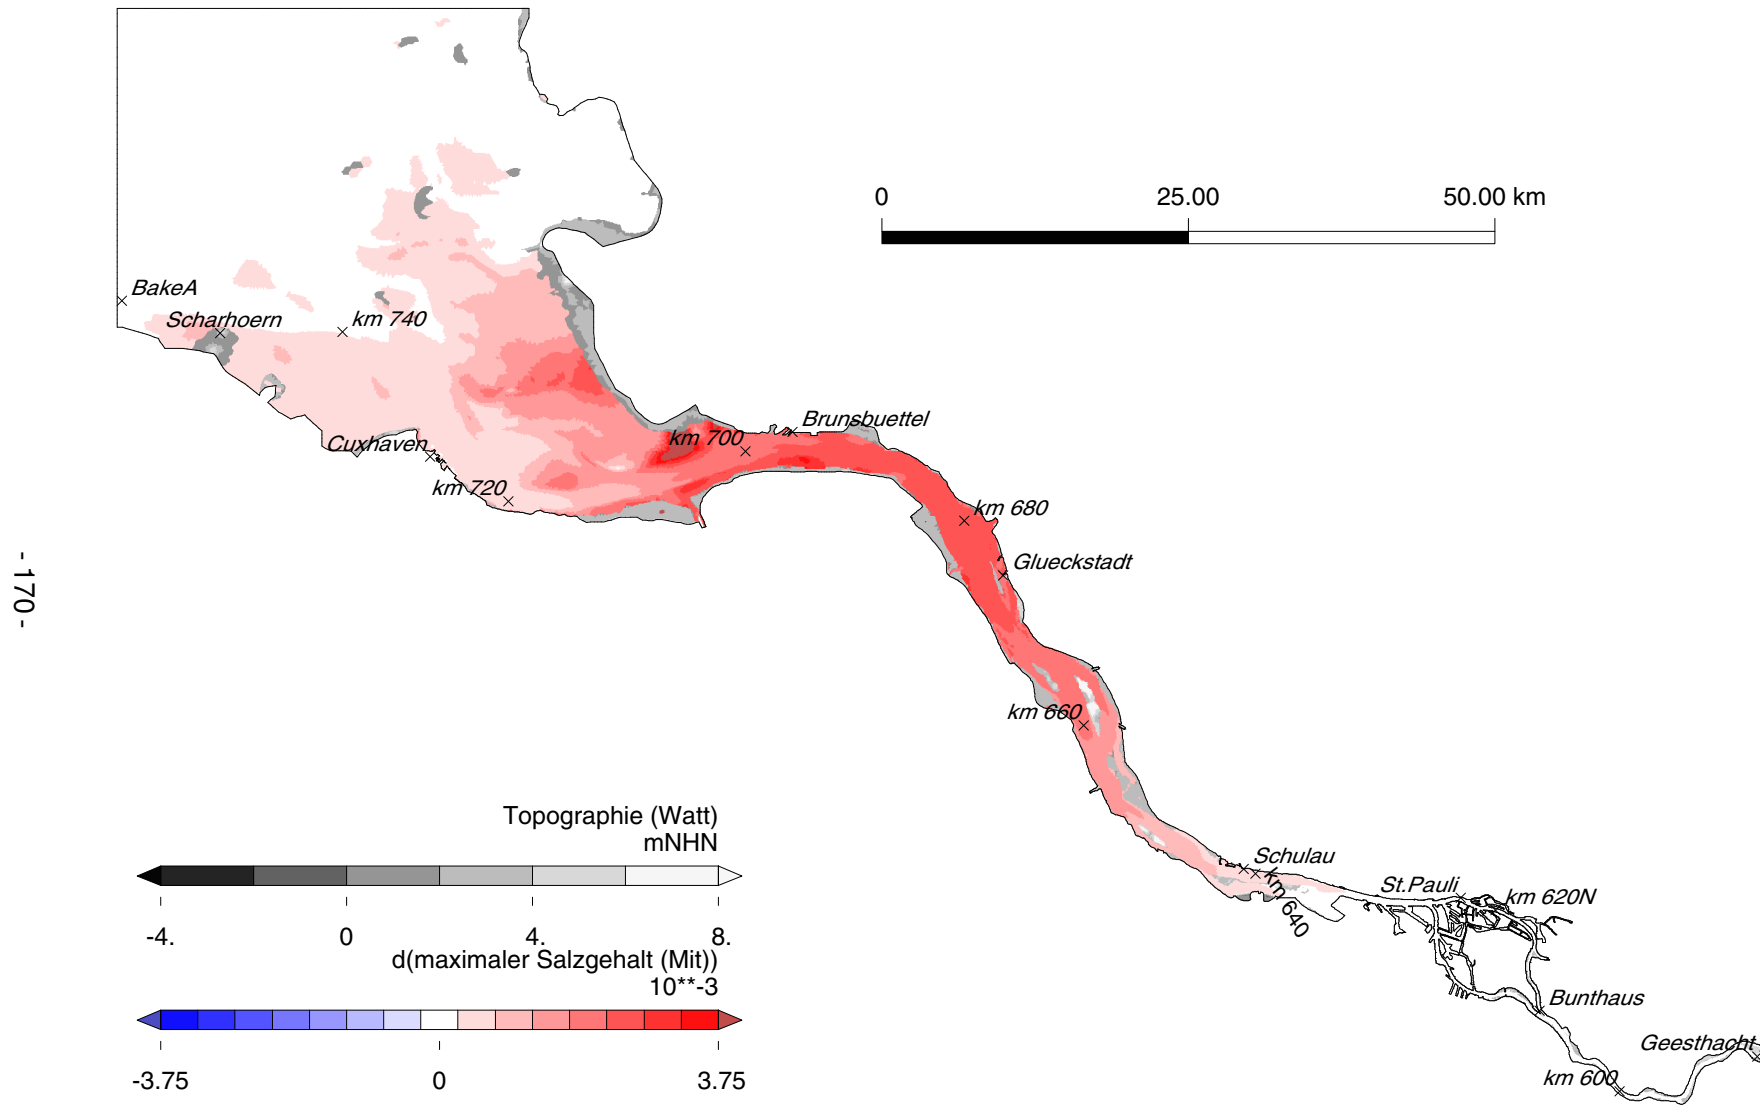 0 25.00 50.00 km
BakeA
Scharhoern
km 740
Brunsbuettel
km 700
Cuxhaven
km 720
km 680
Glueckstadt
- 170 -
km 660
Topographie (Watt)
mNHN
-4. 0 4. 8.
d(maximaler Salzgehalt (Mit))
10**-3
-3.75 0 3.75
Schulau
km 640
St.Pauli
km 620N
Bunthaus
Geesthacht
km 600